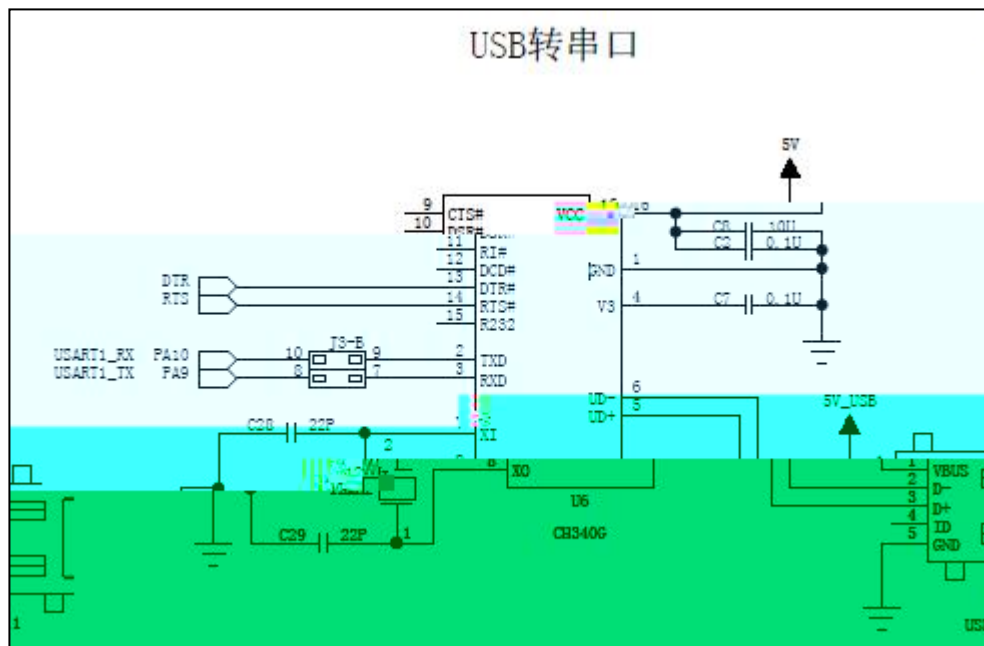 USB转串口
5V
9 CTS# VCC
10 DSR#
C8 10U
C2 0.1U
11 RI#
12 DCD# GND 1
DTR 13 DTR#
RTS 14 RTS# V3 4 C7 0.1U
15 R232
J3-B
USART1_RX PA10 10 9 2 TXD
USART1_TX PA9 8 7 3 RXD
UD- 6
UD+ 5
5V_USB
C28 22P
XI
2
8 XO
1 VBUS
2 D-
3 D+
4 ID
5 GND
U6
CH340G
C29 22P 1
1